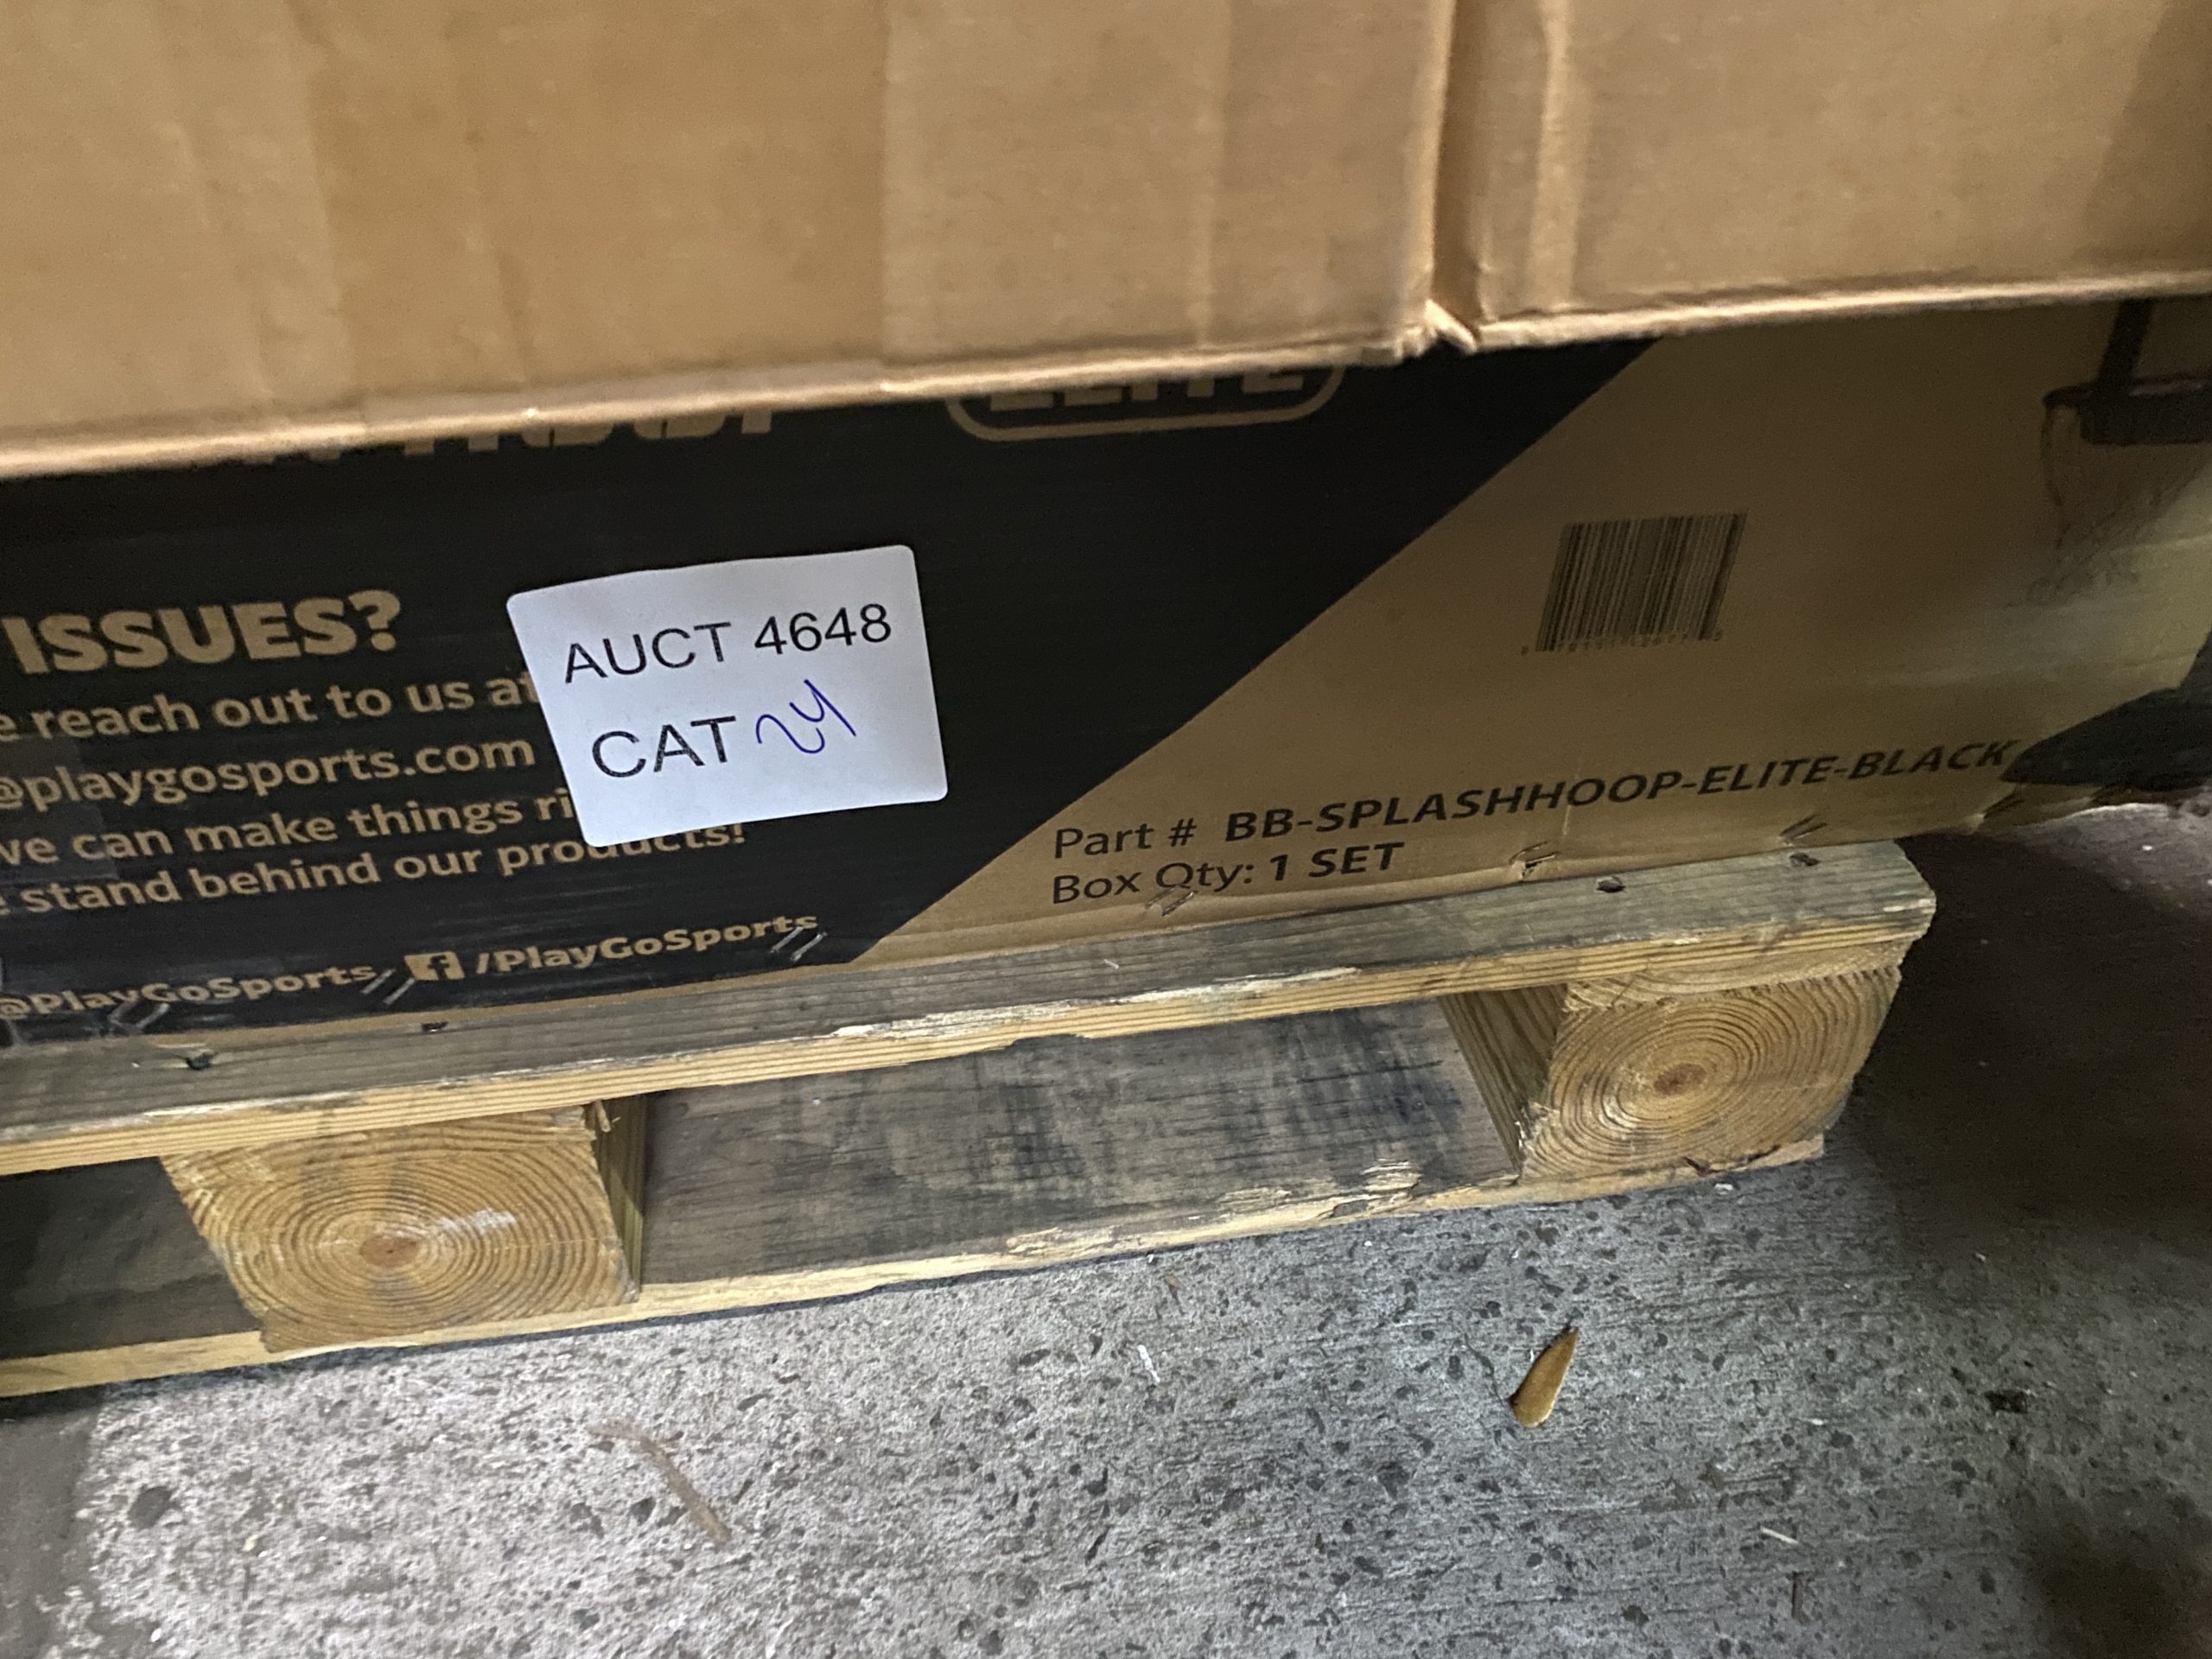 ELITE
ISSUES?
reach out to us at
@playgosports.com
we can make things
stand behind our products!
@PlayGoSports /PlayGoSports
AUCT 4648
CAT 24
Part # BB-SPLASHHOOP-ELITE-BLACK
Box Qty: 1 SET